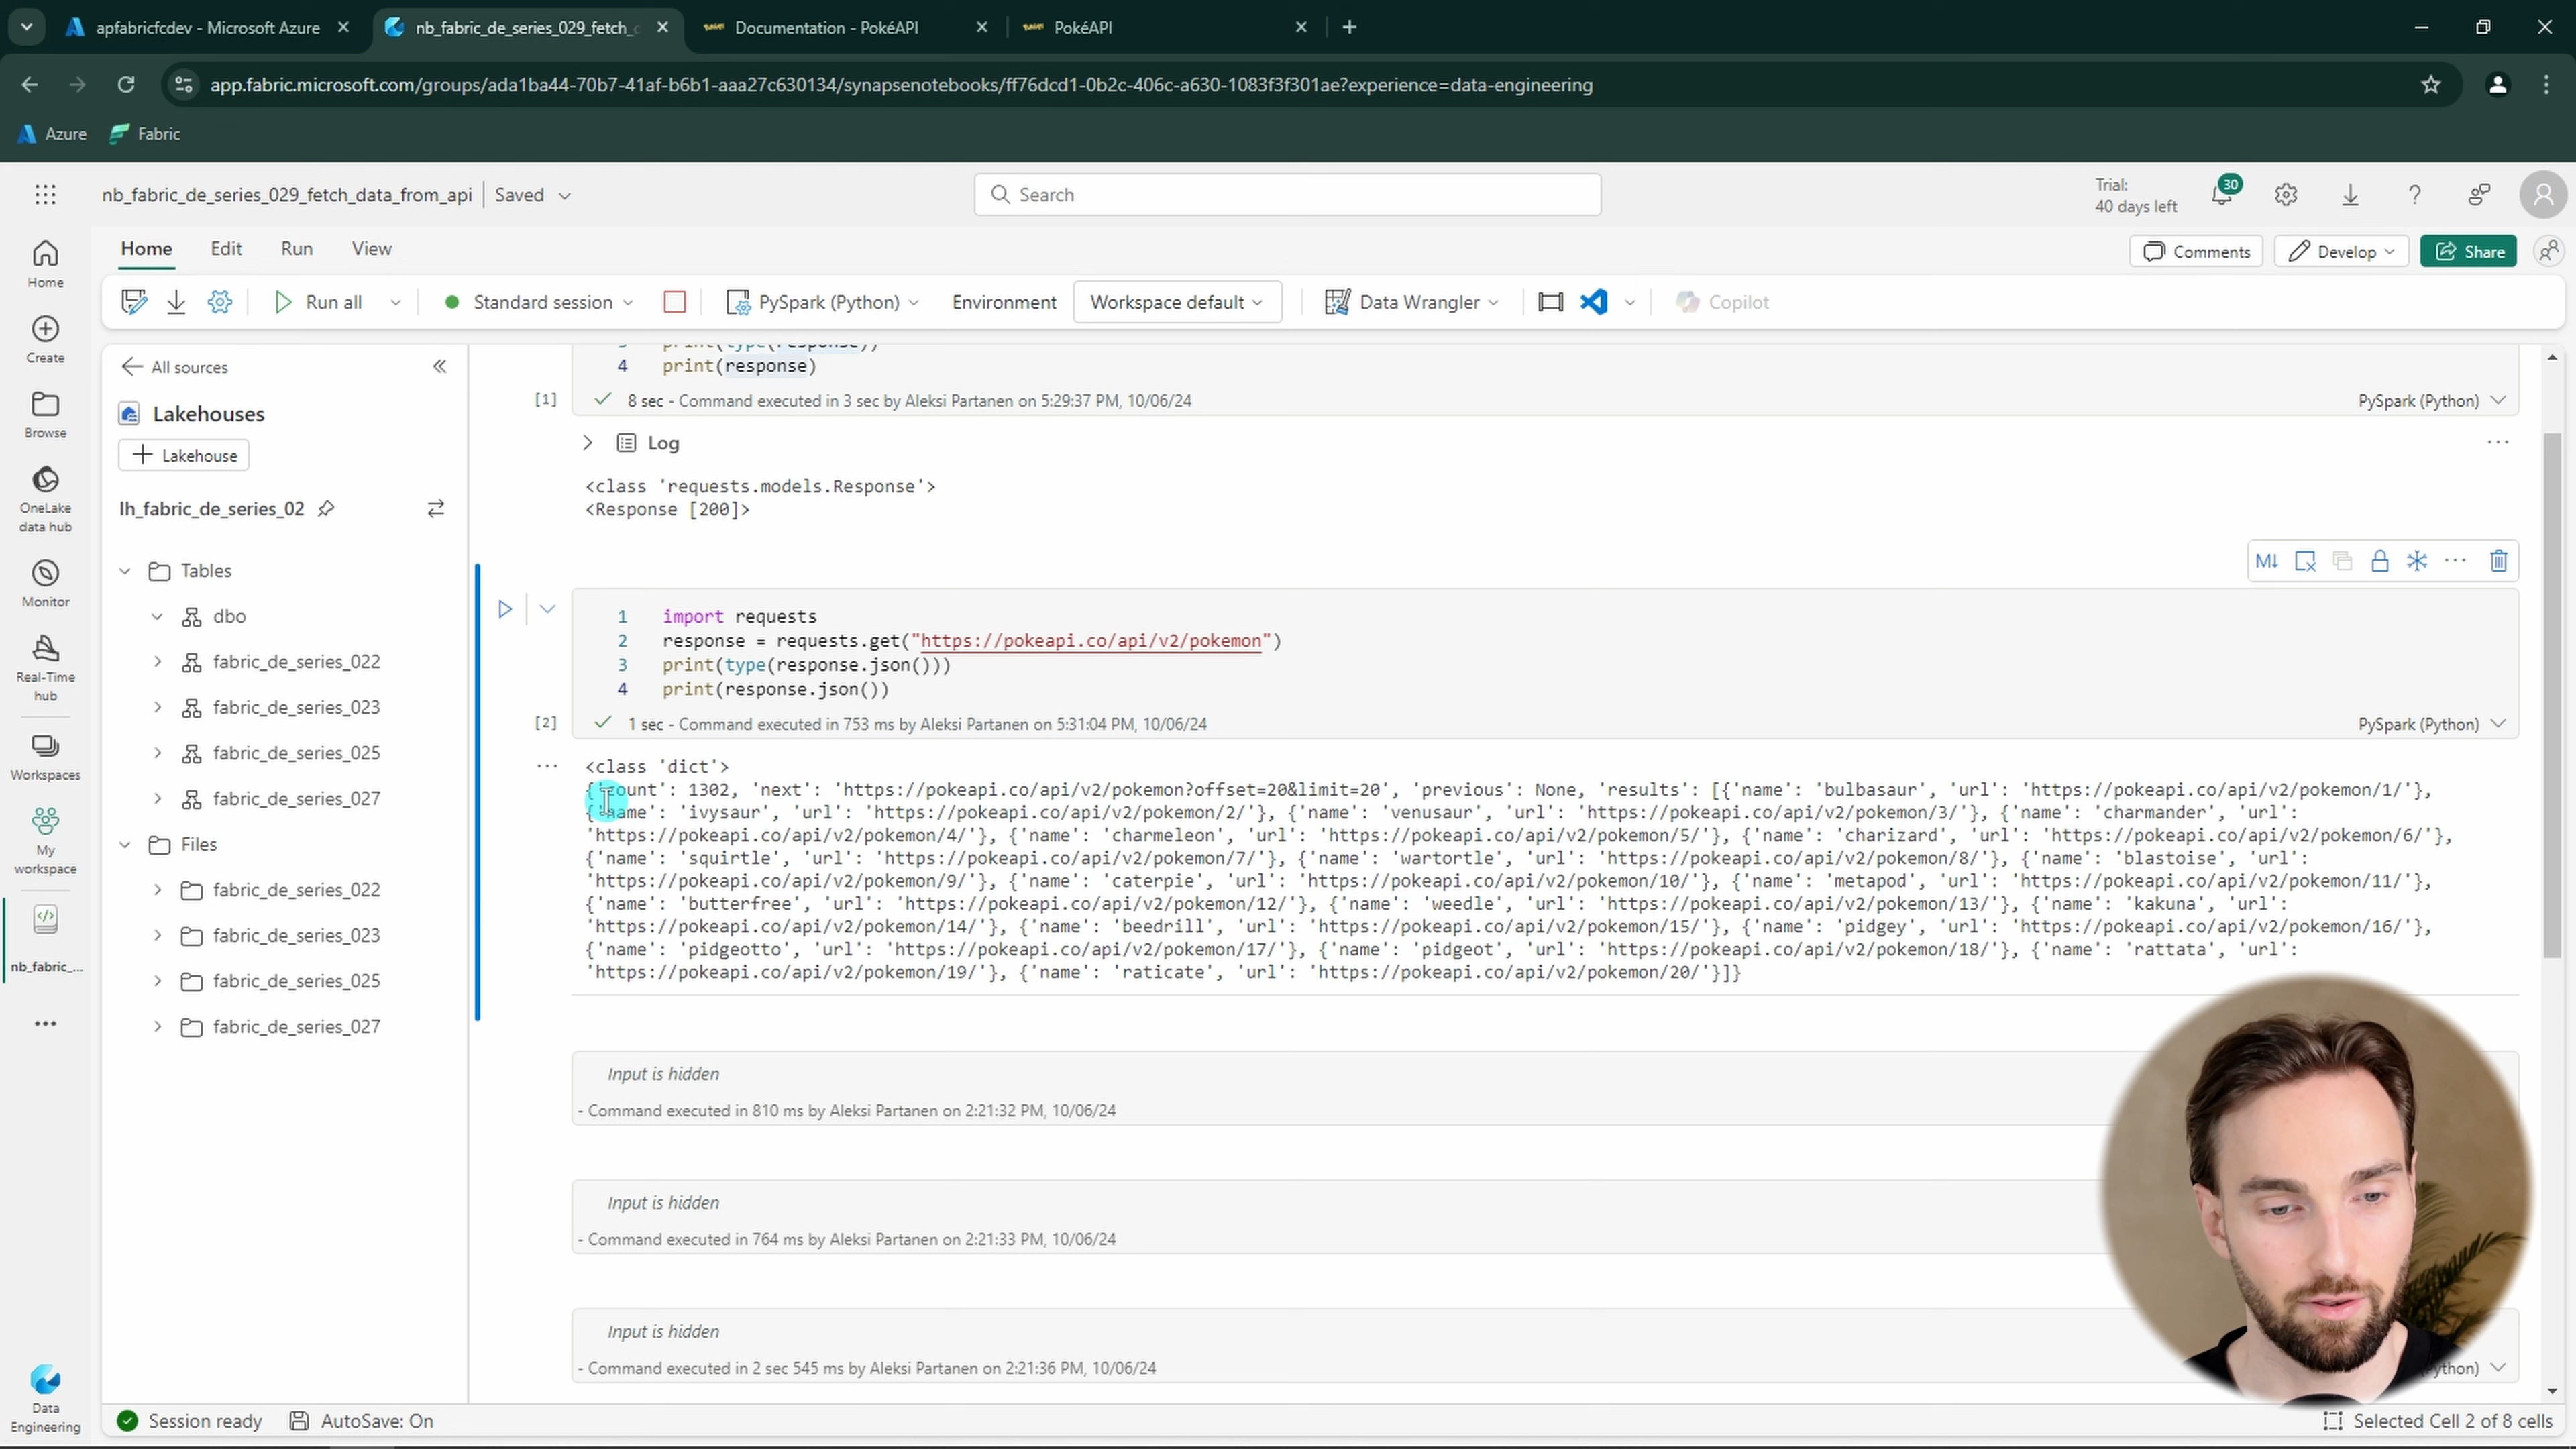 apfabricfcdev - Microsoft Azure
nb_fabric_de_series_029_fetch_
Documentation - PokéAPI
PokéAPI
app.fabric.microsoft.com/groups/ada1ba44-70b7-41af-b6b1-aaa27c630134/synapsenotebooks/ff76dcd1-0b2c-406c-a630-1083f3f301ae?experience=data-engineering
Azure
Fabric
nb_fabric_de_series_029_fetch_data_from_api
Saved
Search
Trial:
40 days left
30
Home
Edit
Run
View
Comments
Develop
Share
Run all
Standard session
PySpark (Python)
Environment
Workspace default
Data Wrangler
Copilot
Home
Create
Browse
OneLake
data hub
Monitor
Real-Time
hub
Workspaces
My
workspace
nb_fabric_...
Data
Engineering
All sources
Lakehouses
Lakehouse
lh_fabric_de_series_02
Tables
dbo
fabric_de_series_022
fabric_de_series_023
fabric_de_series_025
fabric_de_series_027
Files
fabric_de_series_022
fabric_de_series_023
fabric_de_series_025
fabric_de_series_027
print(type(response))
4 print(response)
[1] 8 sec - Command executed in 3 sec by Aleksi Partanen on 5:29:37 PM, 10/06/24
PySpark (Python)
Log
<class 'requests.models.Response'>
<Response [200]>
M↓
1 import requests
2 response = requests.get("https://pokeapi.co/api/v2/pokemon")
3 print(type(response.json()))
4 print(response.json())
[2] 1 sec - Command executed in 753 ms by Aleksi Partanen on 5:31:04 PM, 10/06/24
PySpark (Python)
<class 'dict'>
{'count': 1302, 'next': 'https://pokeapi.co/api/v2/pokemon?offset=20&limit=20', 'previous': None, 'results': [{'name': 'bulbasaur', 'url': 'https://pokeapi.co/api/v2/pokemon/1/'},
{'name': 'ivysaur', 'url': 'https://pokeapi.co/api/v2/pokemon/2/'}, {'name': 'venusaur', 'url': 'https://pokeapi.co/api/v2/pokemon/3/'}, {'name': 'charmander', 'url':
'https://pokeapi.co/api/v2/pokemon/4/'}, {'name': 'charmeleon', 'url': 'https://pokeapi.co/api/v2/pokemon/5/'}, {'name': 'charizard', 'url': 'https://pokeapi.co/api/v2/pokemon/6/'},
{'name': 'squirtle', 'url': 'https://pokeapi.co/api/v2/pokemon/7/'}, {'name': 'wartortle', 'url': 'https://pokeapi.co/api/v2/pokemon/8/'}, {'name': 'blastoise', 'url':
'https://pokeapi.co/api/v2/pokemon/9/'}, {'name': 'caterpie', 'url': 'https://pokeapi.co/api/v2/pokemon/10/'}, {'name': 'metapod', 'url': 'https://pokeapi.co/api/v2/pokemon/11/'},
{'name': 'butterfree', 'url': 'https://pokeapi.co/api/v2/pokemon/12/'}, {'name': 'weedle', 'url': 'https://pokeapi.co/api/v2/pokemon/13/'}, {'name': 'kakuna', 'url':
'https://pokeapi.co/api/v2/pokemon/14/'}, {'name': 'beedrill', 'url': 'https://pokeapi.co/api/v2/pokemon/15/'}, {'name': 'pidgey', 'url': 'https://pokeapi.co/api/v2/pokemon/16/'},
{'name': 'pidgeotto', 'url': 'https://pokeapi.co/api/v2/pokemon/17/'}, {'name': 'pidgeot', 'url': 'https://pokeapi.co/api/v2/pokemon/18/'}, {'name': 'rattata', 'url':
'https://pokeapi.co/api/v2/pokemon/19/'}, {'name': 'raticate', 'url': 'https://pokeapi.co/api/v2/pokemon/20/'}]}
Input is hidden
- Command executed in 810 ms by Aleksi Partanen on 2:21:32 PM, 10/06/24
Input is hidden
- Command executed in 764 ms by Aleksi Partanen on 2:21:33 PM, 10/06/24
Input is hidden
- Command executed in 2 sec 545 ms by Aleksi Partanen on 2:21:36 PM, 10/06/24
ython)
Session ready
AutoSave: On
Selected Cell 2 of 8 cells